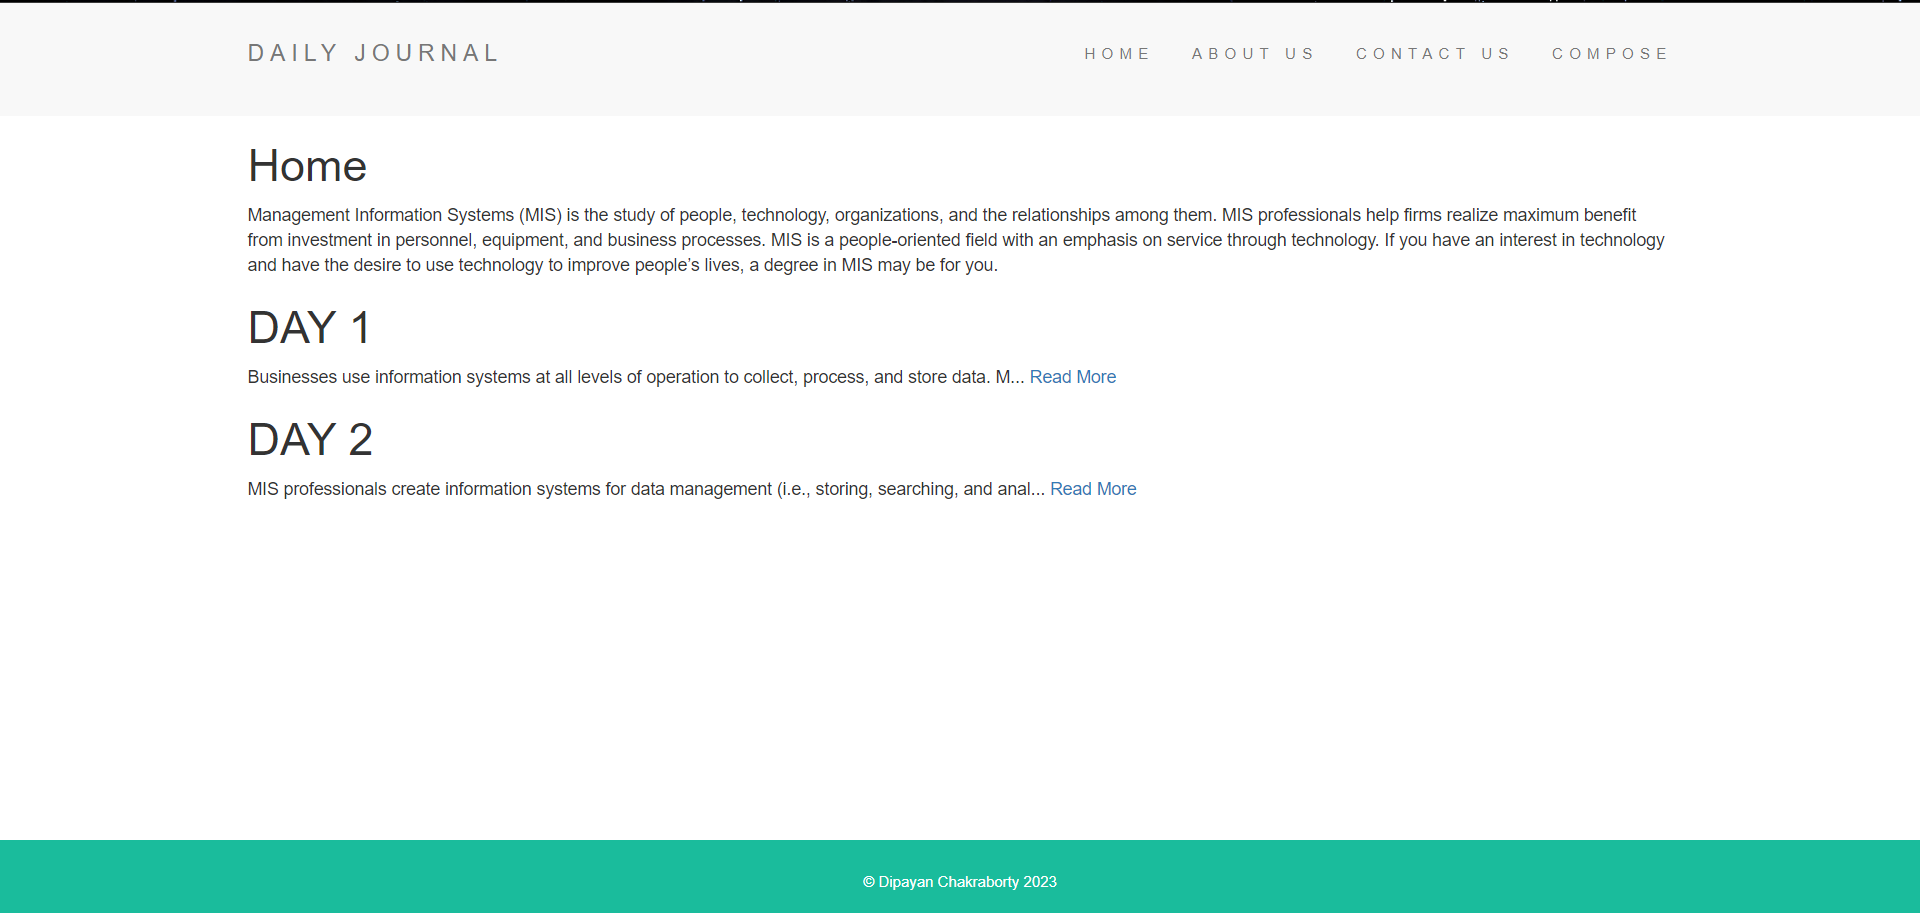 DAILY JOURNAL
HOME ABOUT US CONTACT US COMPOSE
Home
Management Information Systems (MIS) is the study of people, technology, organizations, and the relationships among them. MIS professionals help firms realize maximum benefit
from investment in personnel, equipment, and business processes. MIS is a people-oriented field with an emphasis on service through technology. If you have an interest in technology
and have the desire to use technology to improve people’s lives, a degree in MIS may be for you.
DAY 1
Businesses use information systems at all levels of operation to collect, process, and store data. M... Read More
DAY 2
MIS professionals create information systems for data management (i.e., storing, searching, and anal... Read More
© Dipayan Chakraborty 2023